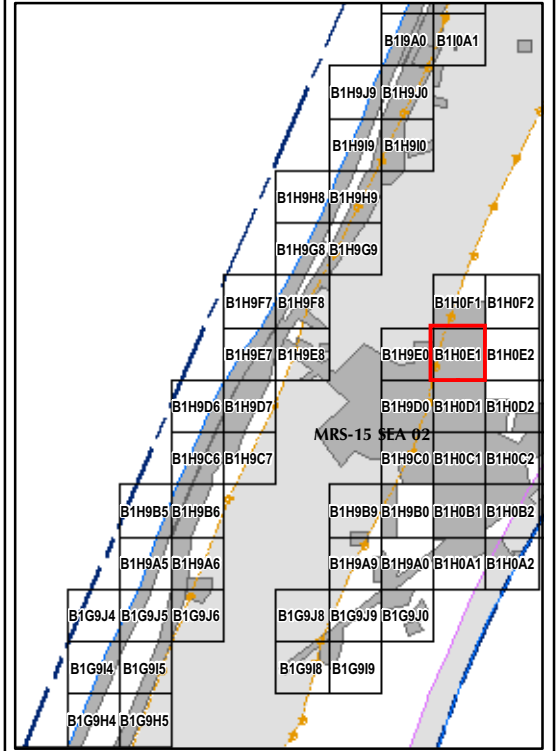 B1I9A0 B1I0A1
B1H9J9 B1H9J0
B1H9I9 B1H9I0
B1H9H8 B1H9H9
B1H9G8 B1H9G9
B1H9F7 B1H9F8 B1H0F1 B1H0F2
B1H9E7 B1H9E8 B1H9E0 B1H0E1 B1H0E2
B1H9D6 B1H9D7 B1H9D0 B1H0D1 B1H0D2
MRS-15 SEA 02
B1H9C6 B1H9C7 B1H9C0 B1H0C1 B1H0C2
B1H9B5 B1H9B6 B1H9B9 B1H9B0 B1H0B1 B1H0B2
B1H9A5 B1H9A6 B1H9A9 B1H9A0 B1H0A1 B1H0A2
B1G9J4 B1G9J5 B1G9J6 B1G9J8 B1G9J9 B1G9J0
B1G9I4 B1G9I5 B1G9I8 B1G9I9
B1G9H4 B1G9H5